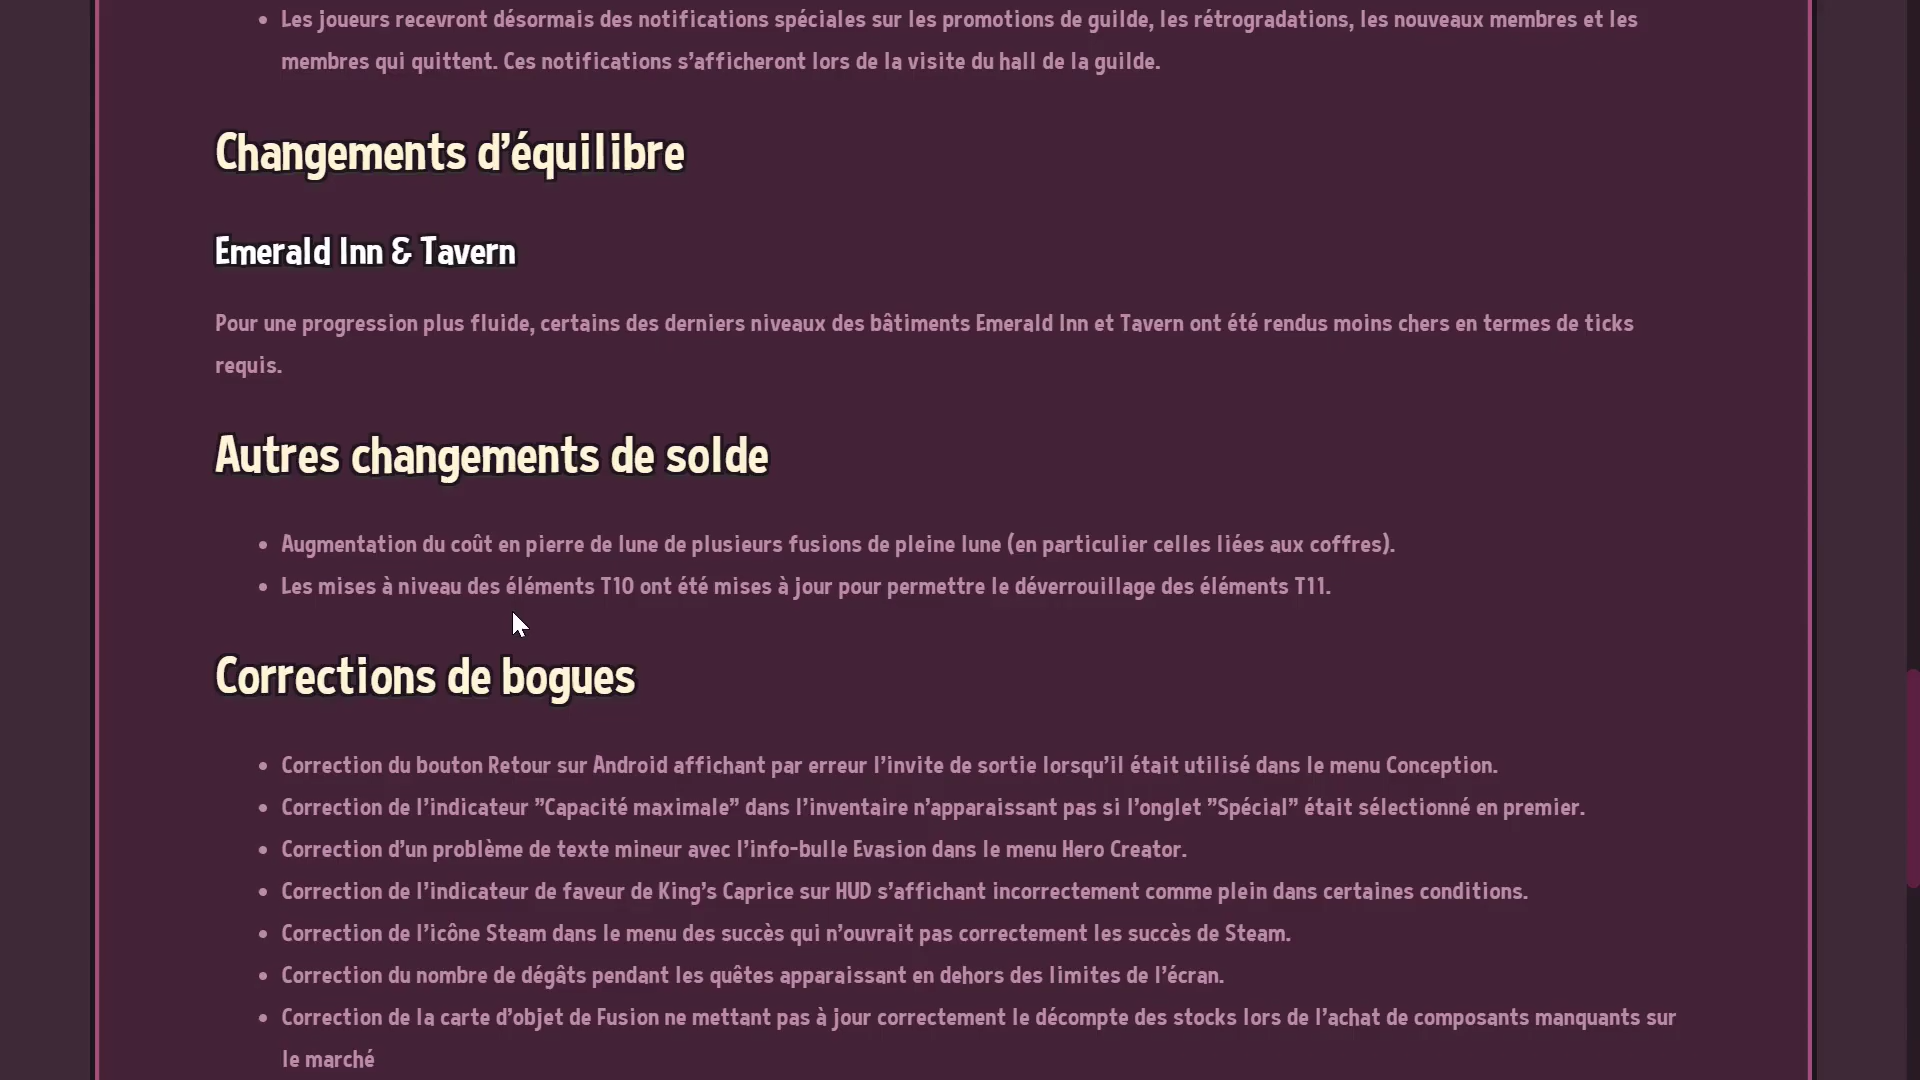 Les joueurs recevront désormais des notifications spéciales sur les promotions de guilde, les rétrogradations, les nouveaux membres et les
membres qui quittent. Ces notifications s'afficheront lors de la visite du hall de la guilde.
Changements d'équilibre
Emerald Inn & Tavern
Pour une progression plus fluide, certains des derniers niveaux des bâtiments Emerald Inn et Tavern ont été rendus moins chers en termes de ticks
requis.
Autres changements de solde
Augmentation du coût en pierre de lune de plusieurs fusions de pleine lune (en particulier celles liées aux coffres).
Les mises à niveau des éléments T10 ont été mises à jour pour permettre le déverrouillage des éléments T11.
Corrections de bogues
Correction du bouton Retour sur Android affichant par erreur l'invite de sortie lorsqu'il était utilisé dans le menu Conception.
Correction de l'indicateur "Capacité maximale" dans l'inventaire n'apparaissant pas si l'onglet "Spécial" était sélectionné en premier.
Correction d'un problème de texte mineur avec l'info-bulle Evasion dans le menu Hero Creator.
Correction de l'indicateur de faveur de King's Caprice sur HUD s'affichant incorrectement comme plein dans certaines conditions.
Correction de l'icône Steam dans le menu des succès qui n'ouvrait pas correctement les succès de Steam.
Correction du nombre de dégâts pendant les quêtes apparaissant en dehors des limites de l'écran.
Correction de la carte d'objet de Fusion ne mettant pas à jour correctement le décompte des stocks lors de l'achat de composants manquants sur
le marché